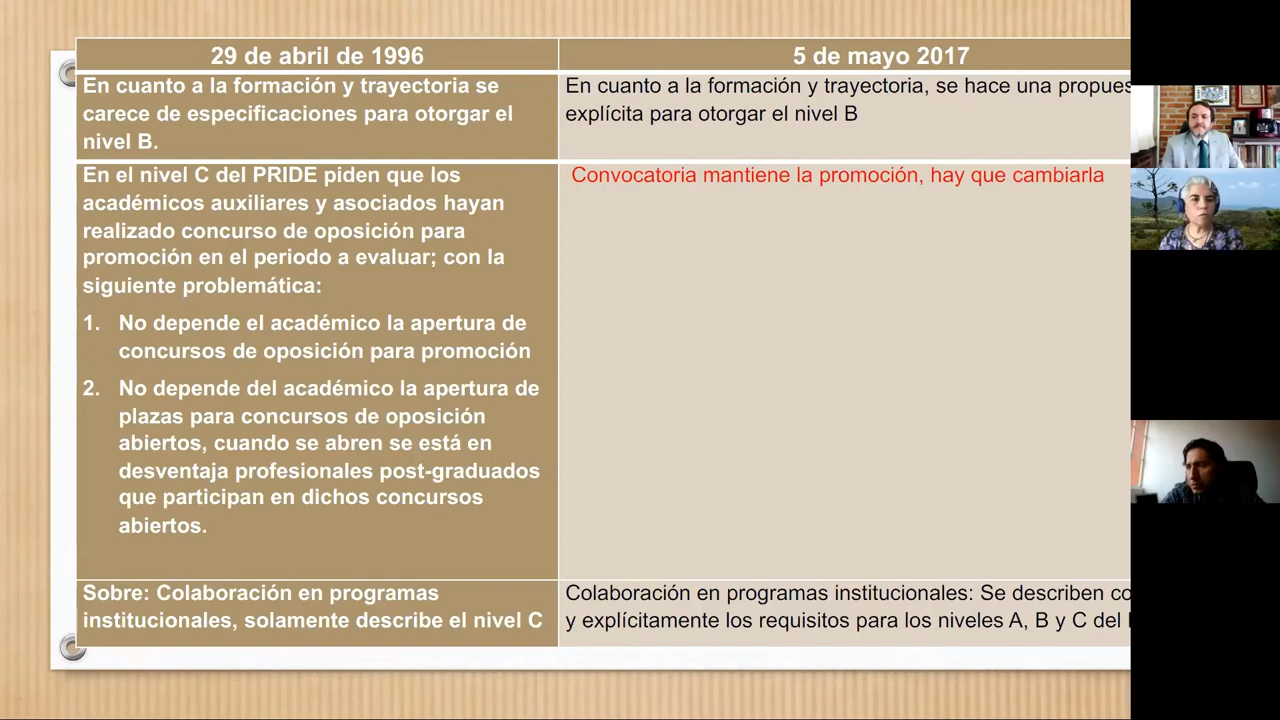 29 de abril de 1996
5 de mayo 2017
En cuanto a la formación y trayectoria se
carece de especificaciones para otorgar el
nivel B.
En cuanto a la formación y trayectoria, se hace una propues
explícita para otorgar el nivel B
En el nivel C del PRIDE piden que los
académicos auxiliares y asociados hayan
realizado concurso de oposición para
promoción en el periodo a evaluar; con la
siguiente problemática:
1. No depende el académico la apertura de
concursos de oposición para promoción
2. No depende del académico la apertura de
plazas para concursos de oposición
abiertos, cuando se abren se está en
desventaja profesionales post-graduados
que participan en dichos concursos
abiertos.
Convocatoria mantiene la promoción, hay que cambiarla
Sobre: Colaboración en programas
institucionales, solamente describe el nivel C
Colaboración en programas institucionales: Se describen co
y explícitamente los requisitos para los niveles A, B y C del